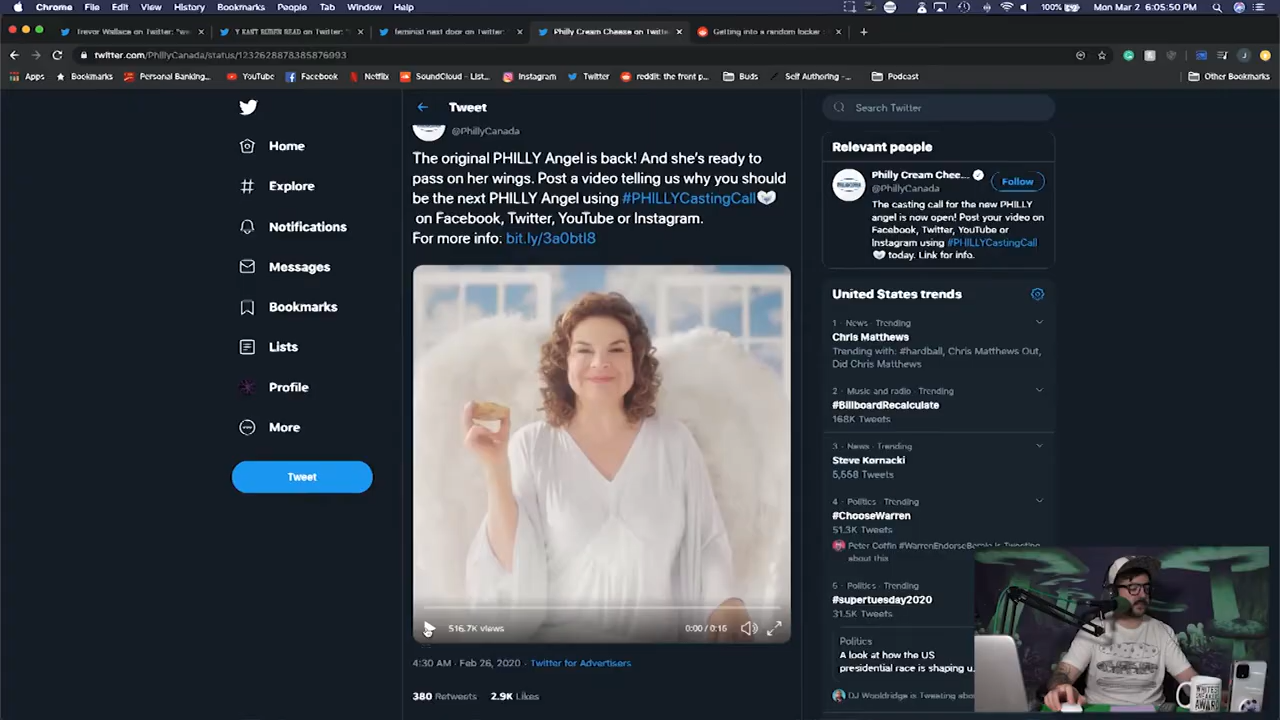 Chrome File Edit View History Bookmarks People Tab Window Help 100% Mon Mar 2 6:05:50 PM
Trevor Wallace on Twitter: "we Y KANT on Twitter: " feminist next door on Twitter: Philly Cream Cheese on Twitte Getting into a random locker
twitter.com/PhillyCanada/status/1232628878385876993
Apps Bookmarks Personal Banking... YouTube Facebook Netflix SoundCloud - List... Instagram Twitter reddit: the front p... Buds Self Authoring -... Podcast Other Bookmarks
Home
Explore
Notifications
Messages
Bookmarks
Lists
Profile
More
Tweet
Tweet
@PhillyCanada
The original PHILLY Angel is back! And she's ready to
pass on her wings. Post a video telling us why you should
be the next PHILLY Angel using #PHILLYCastingCall
on Facebook, Twitter, YouTube or Instagram.
For more info: bit.ly/3a0btI8
516.7K views 0:00 / 0:16
4:30 AM · Feb 26, 2020 · Twitter for Advertisers
380 Retweets 2.9K Likes
Search Twitter
Relevant people
Philly Cream Chee...
@PhillyCanada
Follow
The casting call for the new PHILLY
angel is now open! Post your video on
Facebook, Twitter, YouTube or
Instagram using #PHILLYCastingCall
today. Link for info.
United States trends
1 · News · Trending
Chris Matthews
Trending with: #hardball, Chris Matthews Out,
Did Chris Matthews
2 · Music and radio · Trending
#BillboardRecalculate
168K Tweets
3 · News · Trending
Steve Kornacki
5,558 Tweets
4 · Politics · Trending
#ChooseWarren
51.3K Tweets
Peter Coffin #WarrenEndorseBernie is Tweeting
about this
6 · Politics · Trending
#supertuesday2020
31.5K Tweets
Politics
A look at how the US
presidential race is shaping u
DJ Wooldridge is Tweeting abou
AWARD